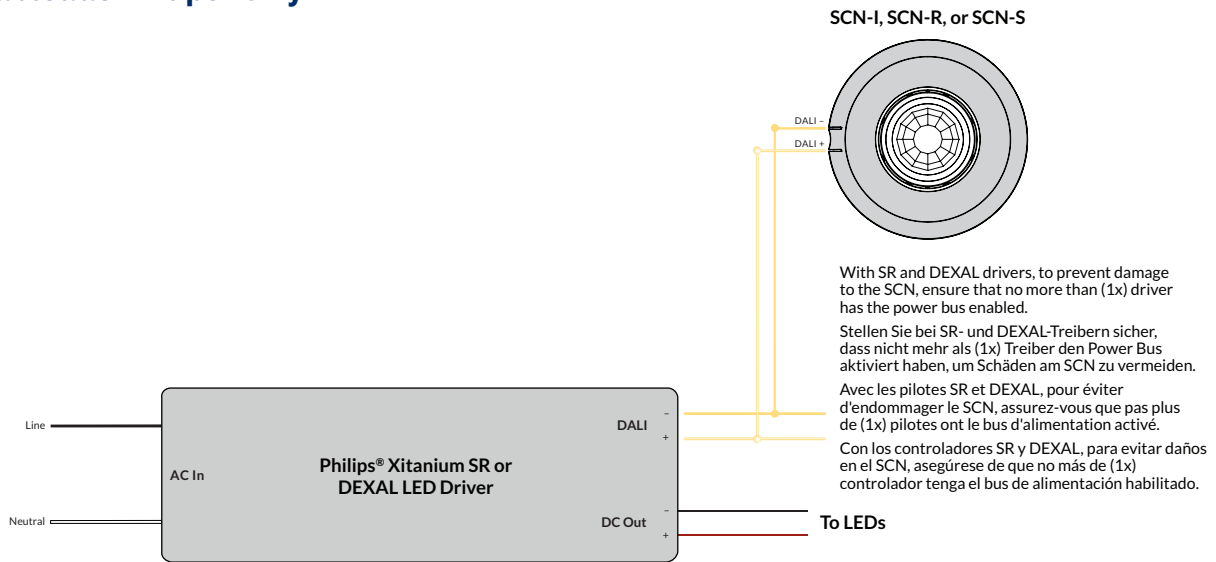 SCN-I, SCN-R, or SCN-S
DALI –
DALI +
With SR and DEXAL drivers, to prevent damage
to the SCN, ensure that no more than (1x) driver
has the power bus enabled.
Stellen Sie bei SR- und DEXAL-Treibern sicher,
dass nicht mehr als (1x) Treiber den Power Bus
aktiviert haben, um Schäden am SCN zu vermeiden.
Avec les pilotes SR et DEXAL, pour éviter
d'endommager le SCN, assurez-vous que pas plus
de (1x) pilotes ont le bus d'alimentation activé.
Con los controladores SR y DEXAL, para evitar daños
en el SCN, asegúrese de que no más de (1x)
controlador tenga el bus de alimentación habilitado.
Line
Neutral
AC In
Philips® Xitanium SR or
DEXAL LED Driver
DALI
–
+
DC Out
–
+
To LEDs